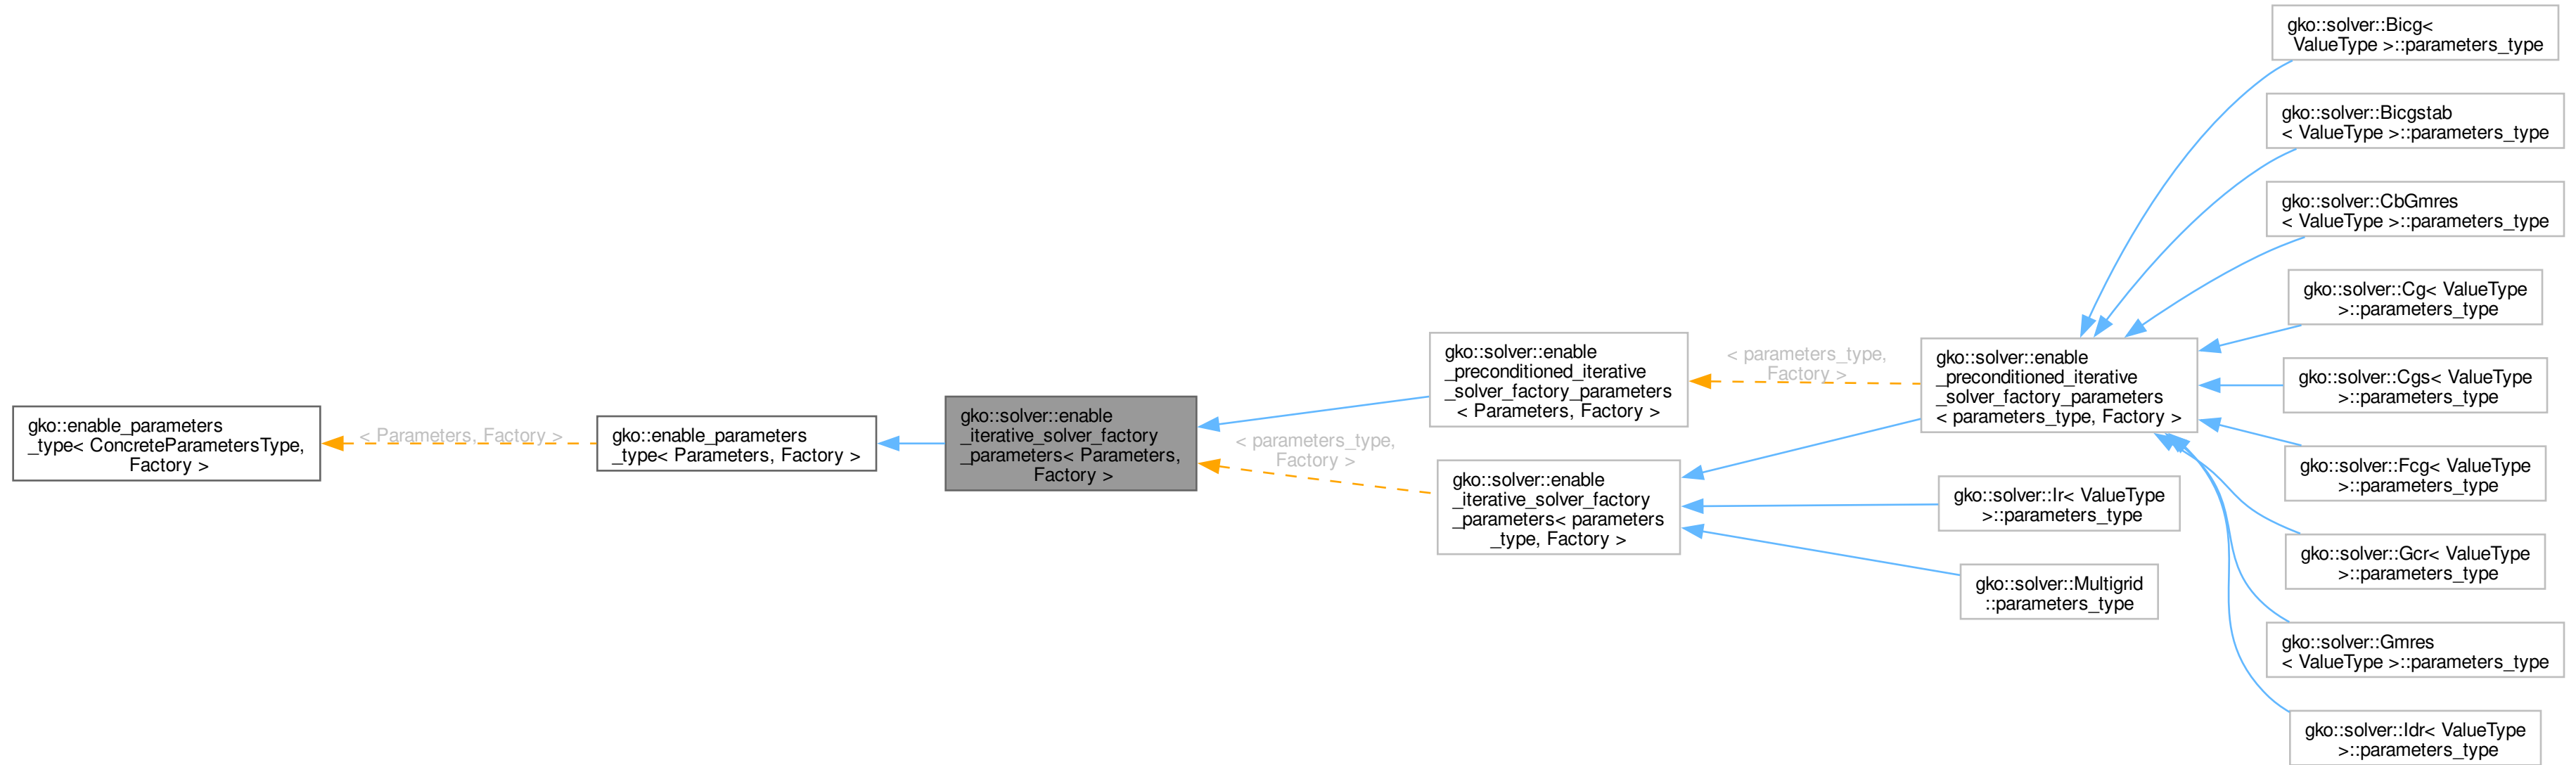 gko::enable_parameters
_type< ConcreteParametersType,
Factory >
< Parameters, Factory >
gko::enable_parameters
_type< Parameters, Factory >
gko::solver::enable
_iterative_solver_factory
_parameters< Parameters,
Factory >
gko::solver::enable
_preconditioned_iterative
_solver_factory_parameters
< Parameters, Factory >
< parameters_type,
Factory >
gko::solver::enable
_iterative_solver_factory
_parameters< parameters
_type, Factory >
< parameters_type,
Factory >
gko::solver::enable
_preconditioned_iterative
_solver_factory_parameters
< parameters_type, Factory >
gko::solver::Ir< ValueType
>::parameters_type
gko::solver::Multigrid
::parameters_type
gko::solver::Bicg<
ValueType >::parameters_type
gko::solver::Bicgstab
< ValueType >::parameters_type
gko::solver::CbGmres
< ValueType >::parameters_type
gko::solver::Cg< ValueType
>::parameters_type
gko::solver::Cgs< ValueType
>::parameters_type
gko::solver::Fcg< ValueType
>::parameters_type
gko::solver::Gcr< ValueType
>::parameters_type
gko::solver::Gmres
< ValueType >::parameters_type
gko::solver::Idr< ValueType
>::parameters_type